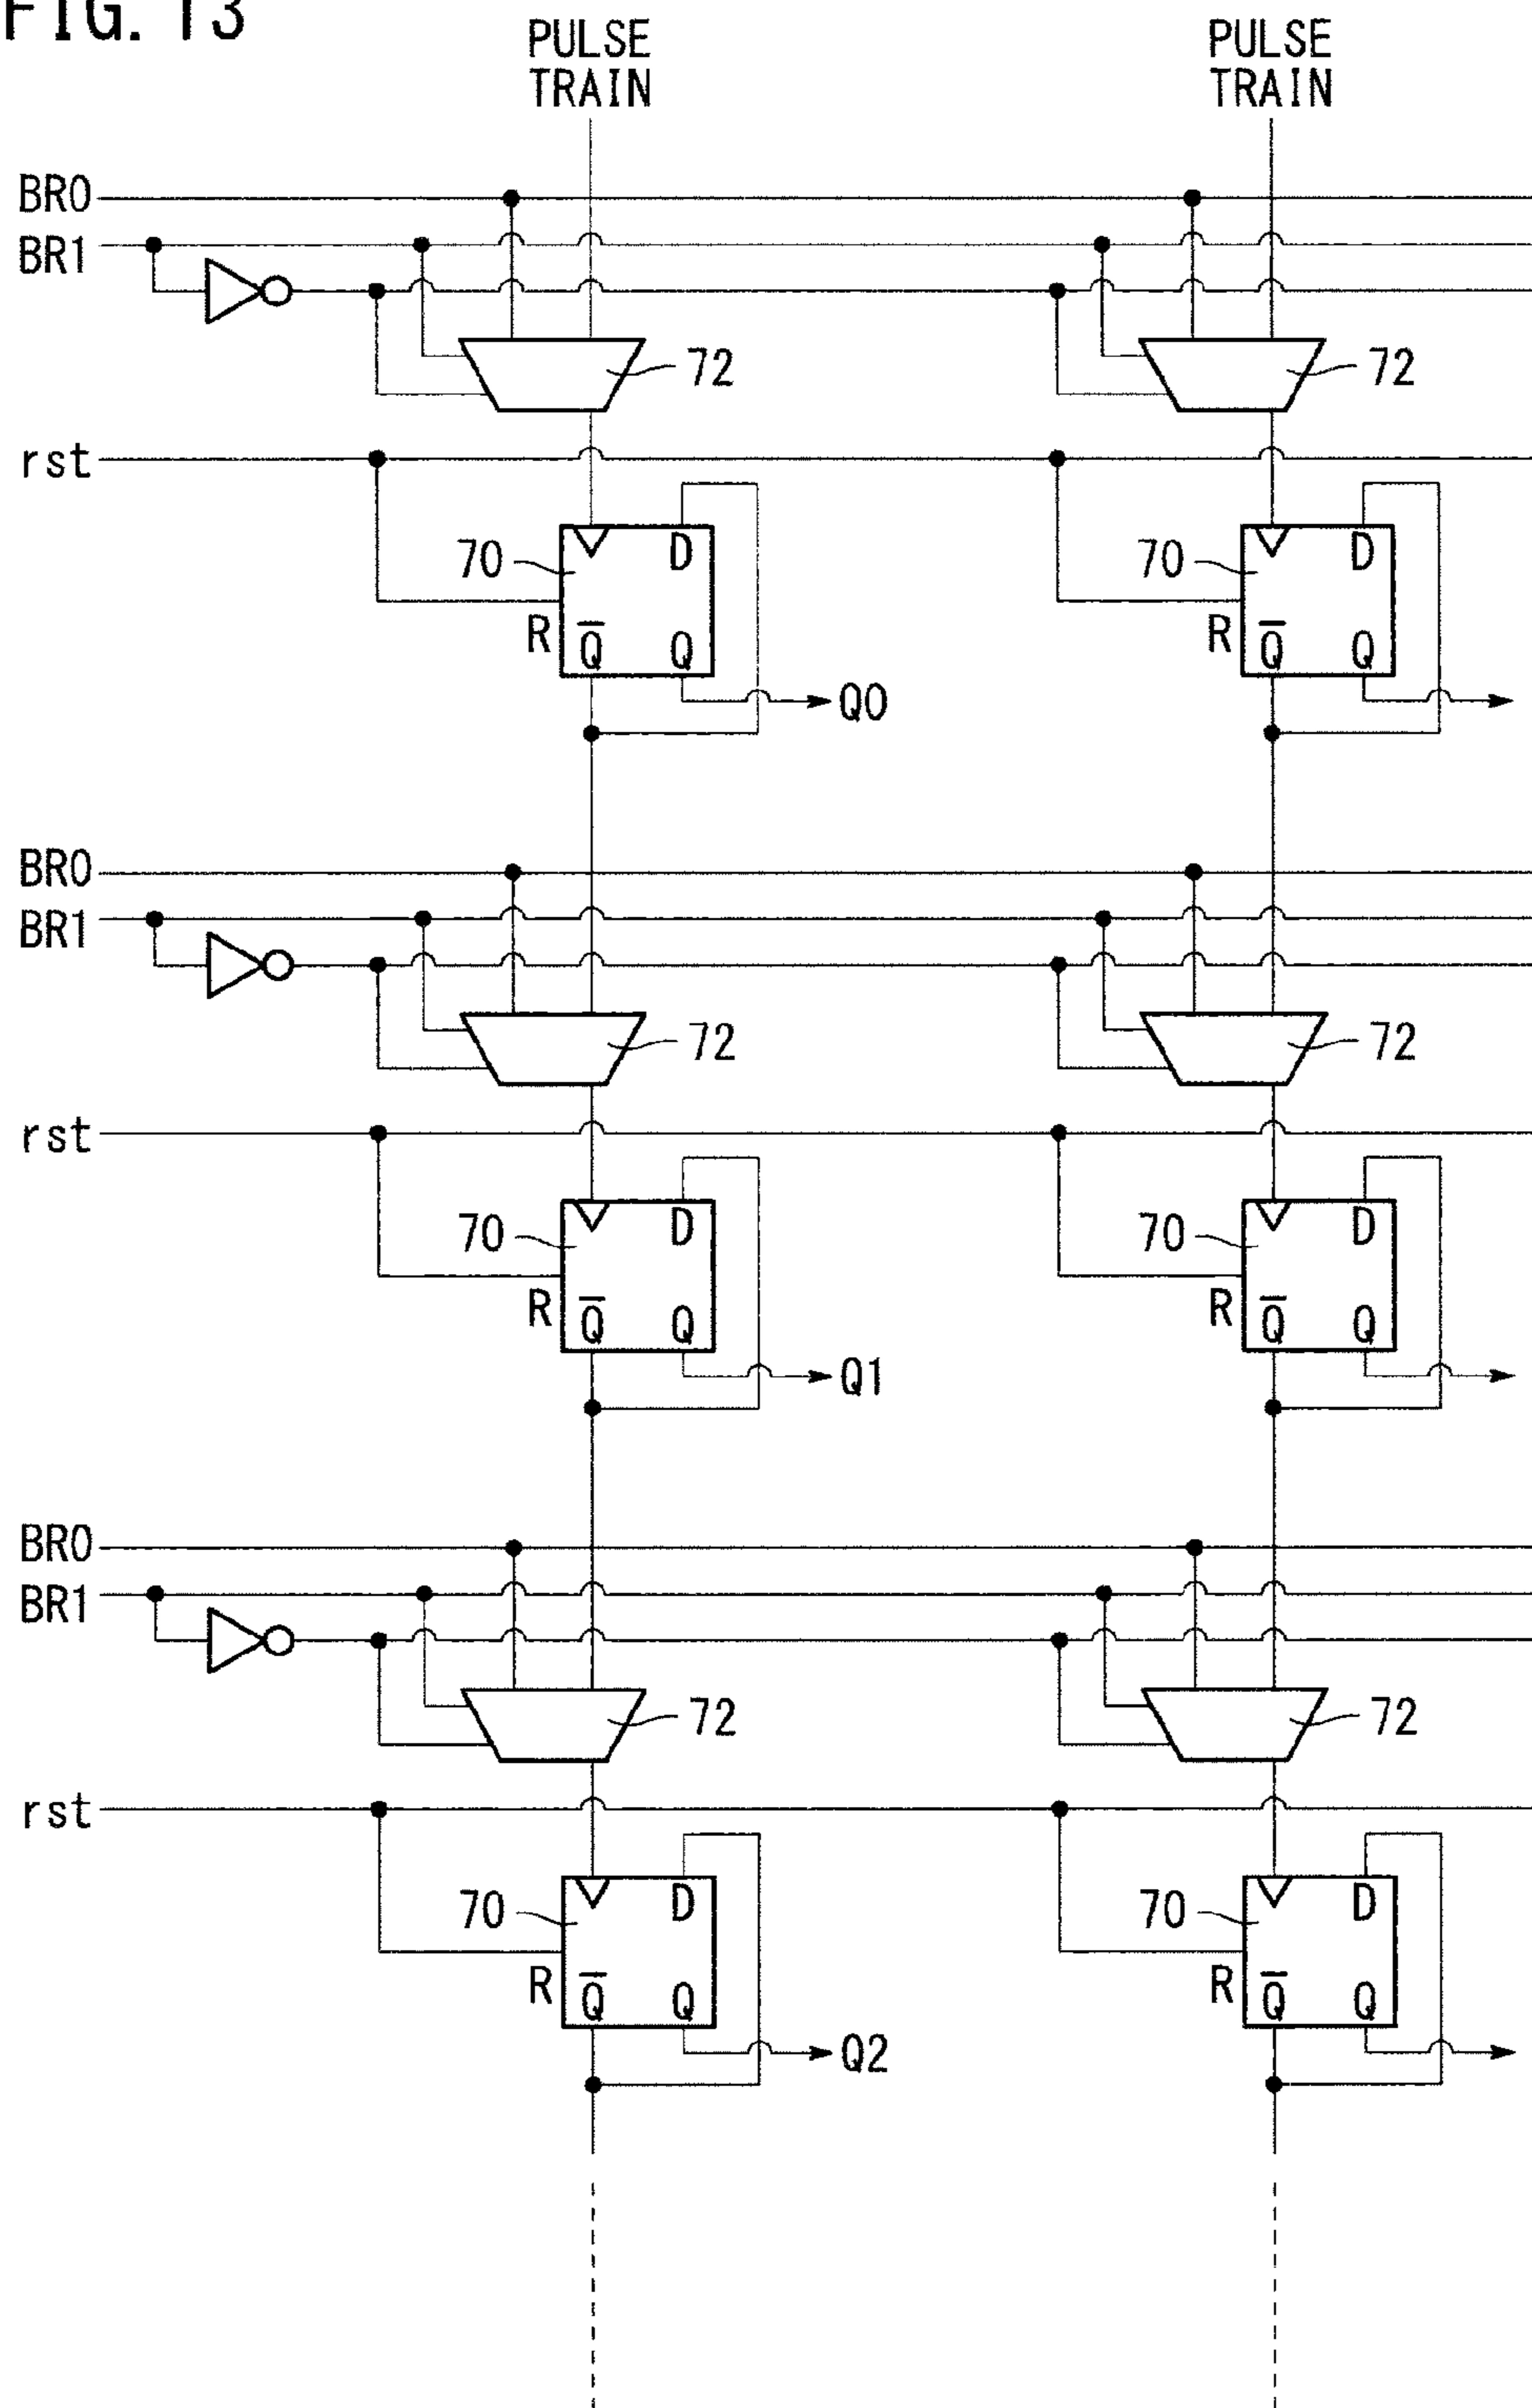 FIG. 13
PULSE TRAIN
PULSE TRAIN
BR0
BR1
72
72
rst
70
D
70
D
R
Q̅
Q
R
Q̅
Q
Q0
BR0
BR1
72
72
rst
70
D
70
D
R
Q̅
Q
R
Q̅
Q
Q1
BR0
BR1
72
72
rst
70
D
70
D
R
Q̅
Q
R
Q̅
Q
Q2